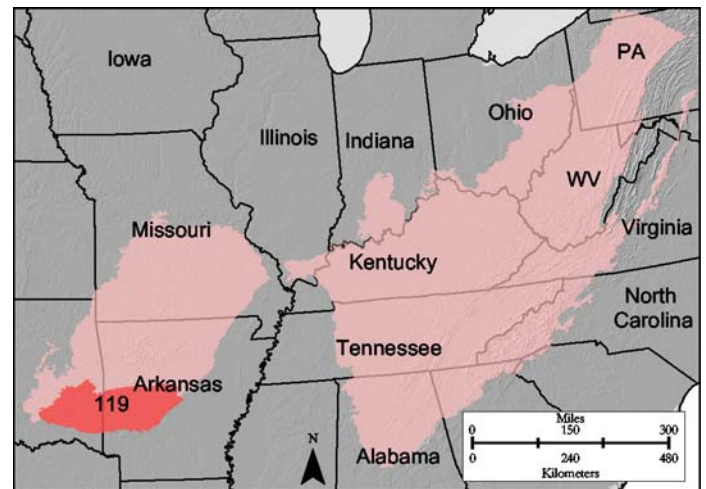 Iowa
PA
Ohio
Illinois
Indiana
WV
Missouri
Virginia
Kentucky
North
Carolina
Tennessee
Arkansas
119
Alabama
N
Miles
0 150 300
0 240 480
Kilometers